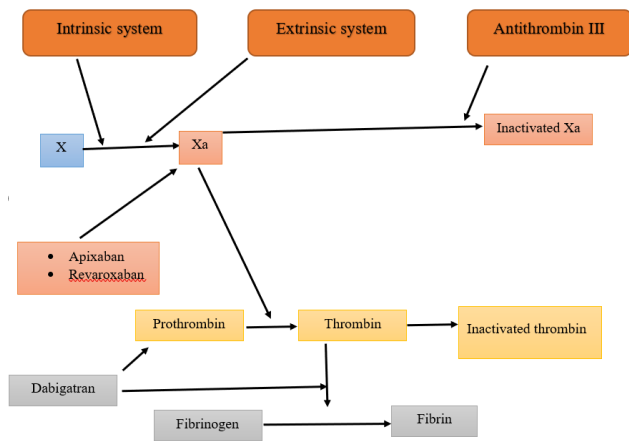 Intrinsic system
Extrinsic system
Antithrombin III
X
Xa
Inactivated Xa
• Apixaban
• Revaroxaban
Prothrombin
Thrombin
Inactivated thrombin
Dabigatran
Fibrinogen
Fibrin